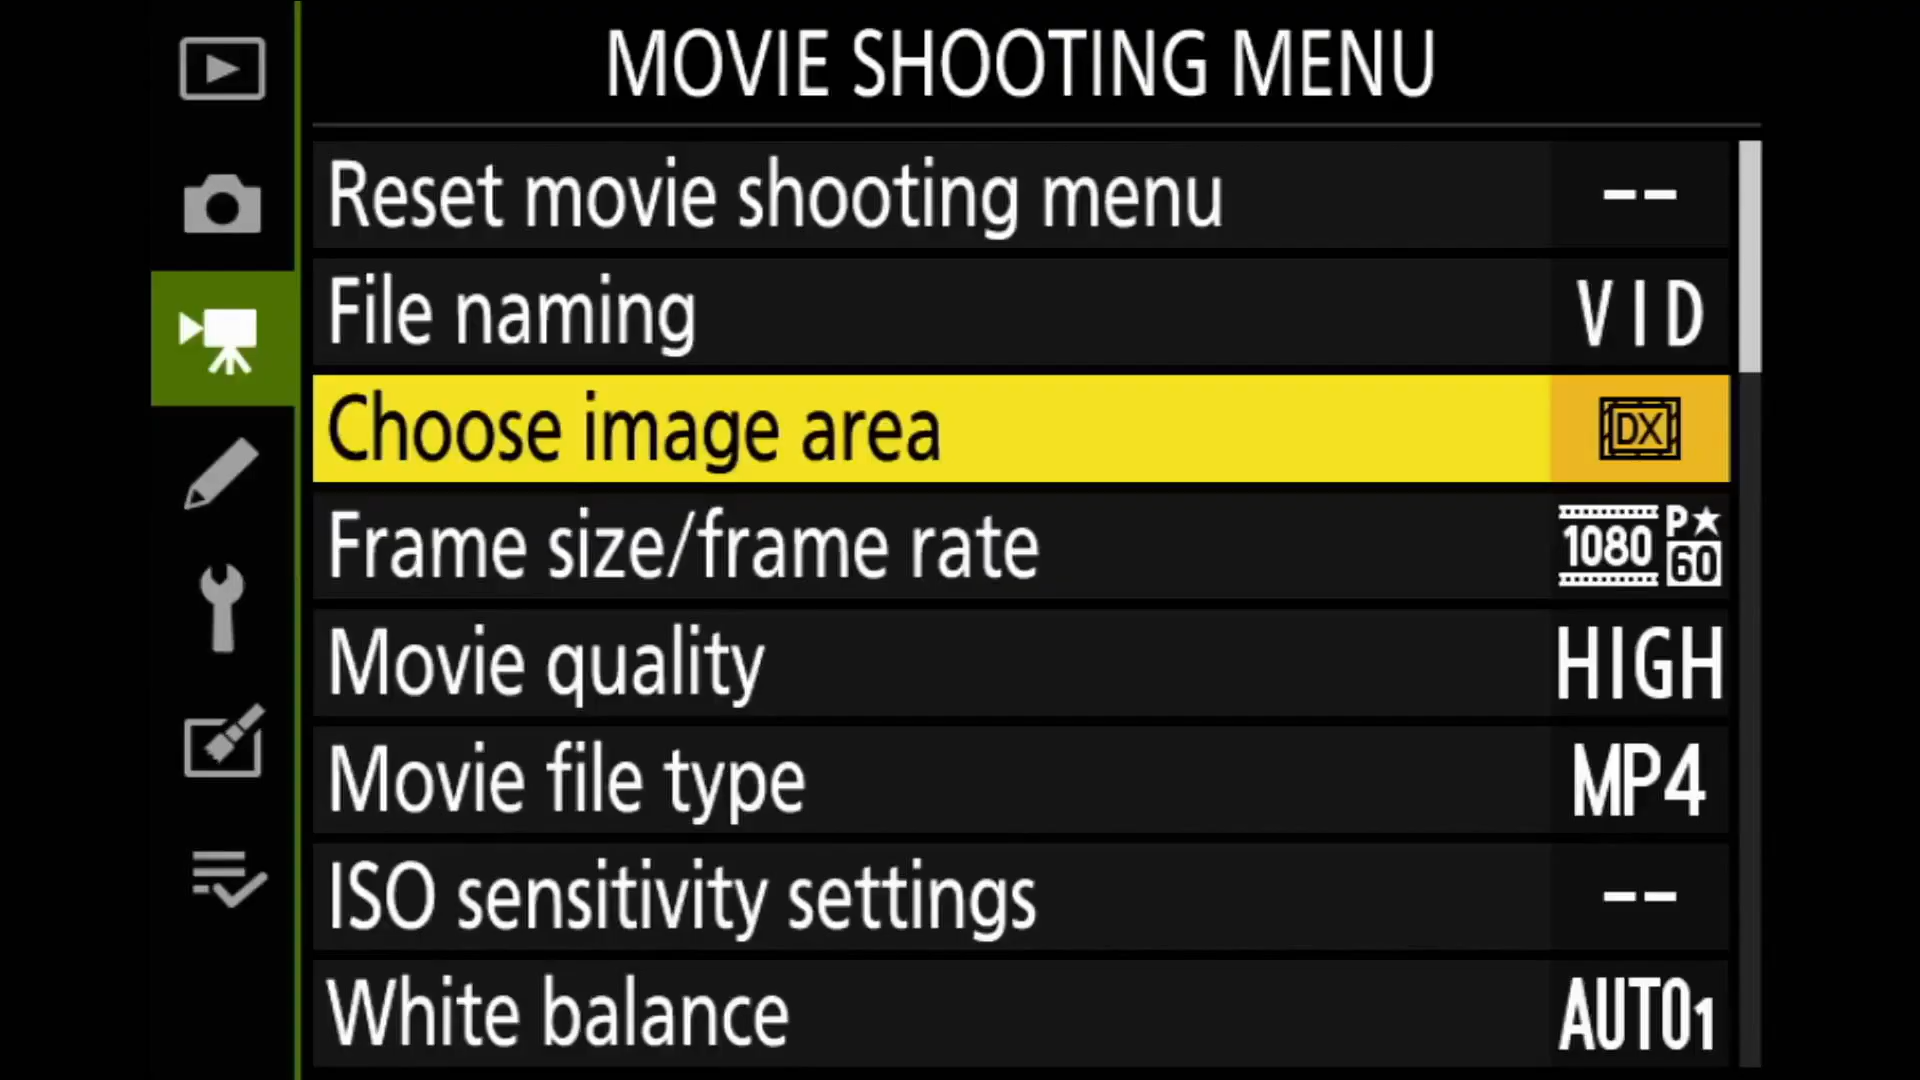 MOVIE SHOOTING MENU
Reset movie shooting menu --
File naming VID
Choose image area DX
Frame size/frame rate 1080 P★ 60
Movie quality HIGH
Movie file type MP4
ISO sensitivity settings --
White balance AUTO1